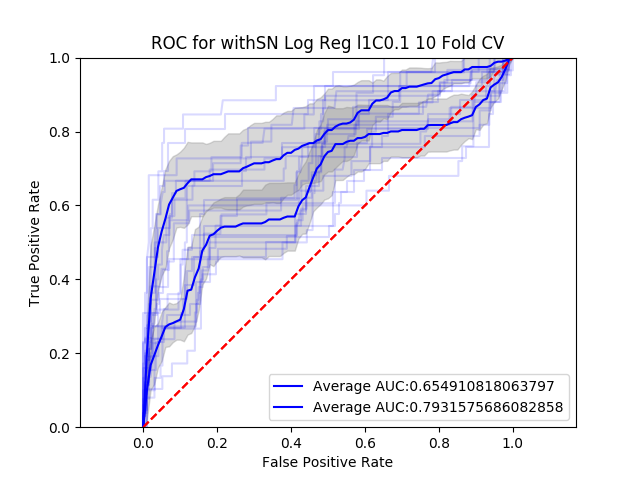 ROC for withSN Log Reg l1C0.1 10 Fold CV
True Positive Rate
1.0
0.8
0.6
0.4
0.2
0.0
Average AUC:0.654910818063797
Average AUC:0.7931575686082858
0.0 0.2 0.4 0.6 0.8 1.0
False Positive Rate